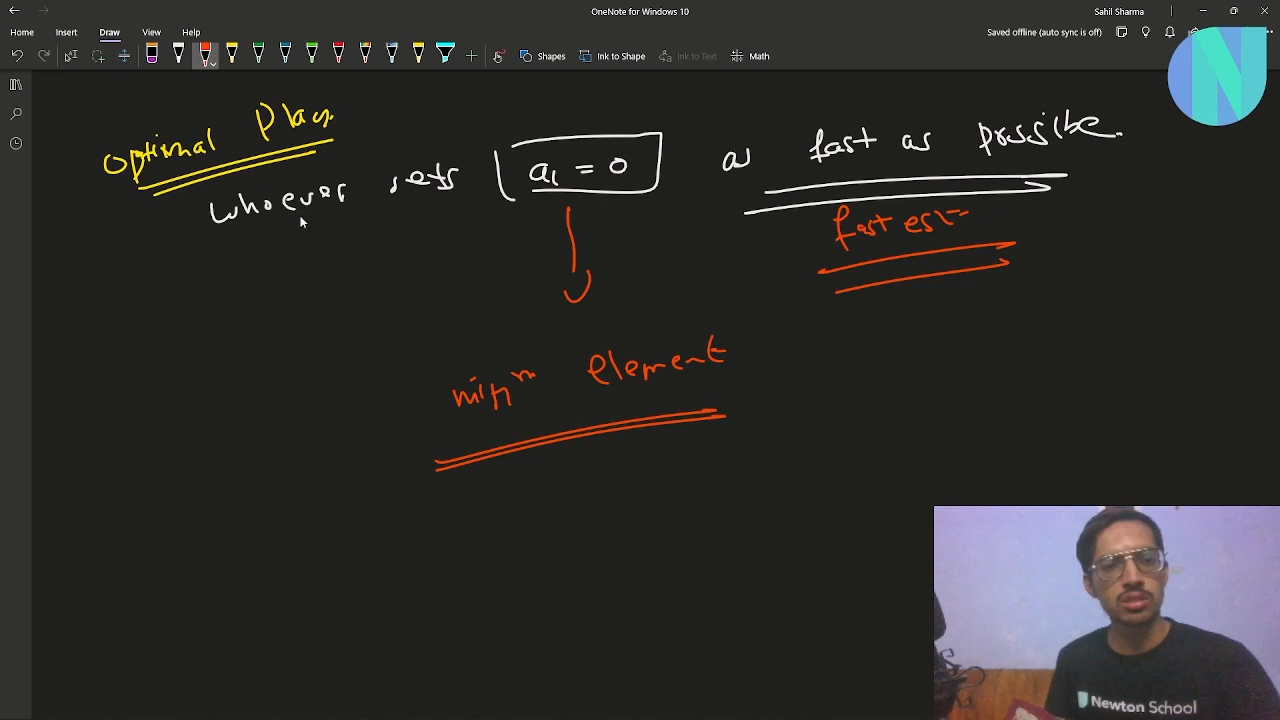 OneNote for Windows 10
Sahil Sharma
Home Insert Draw View Help
Saved offline (auto sync is off)
Shapes Ink to Shape Ink to Text Math
Optimal Play.
whoever sets a1 = 0 as fast as possible.
fastest
minm element
Newton School